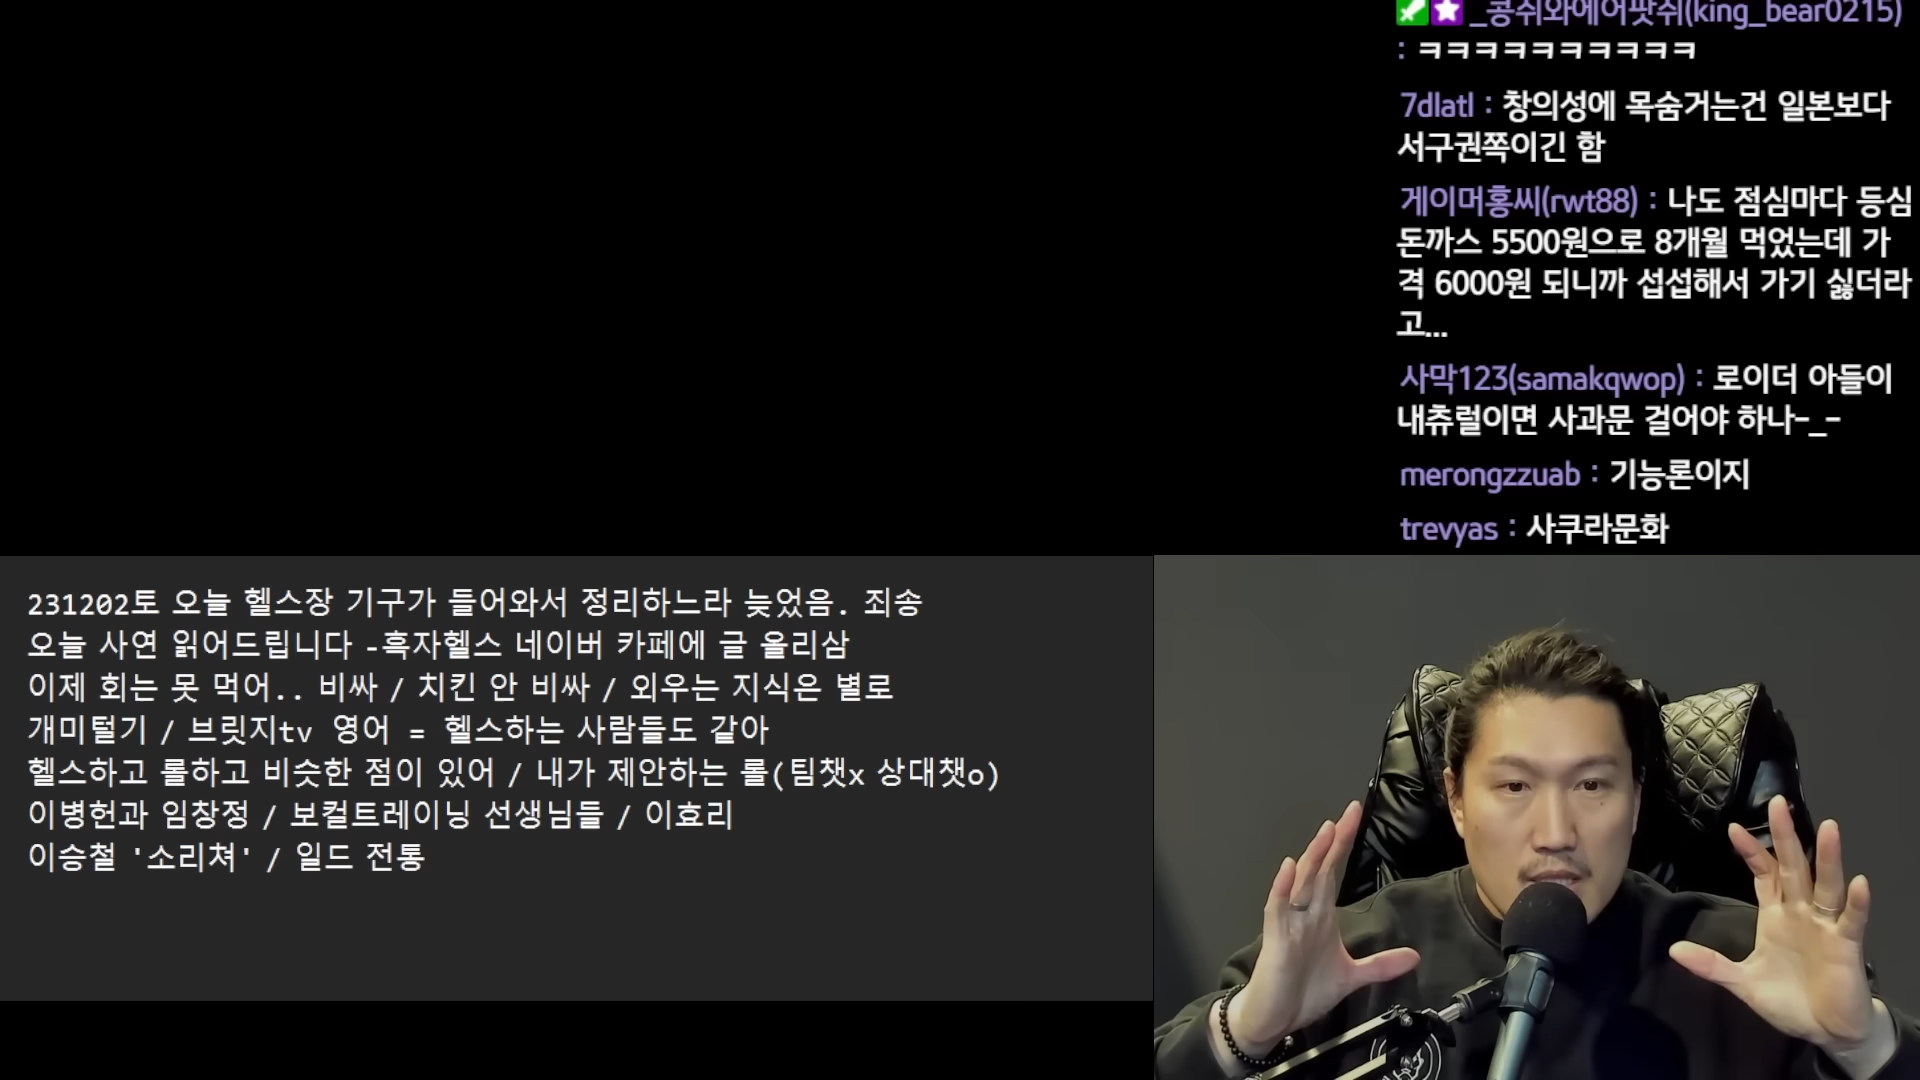 _콩쥐와에어팟쥐(king_bear0215)
: ㅋㅋㅋㅋㅋㅋㅋㅋㅋㅋ
7dlatl : 창의성에 목숨거는건 일본보다
서구권쪽이긴 함
게이머홍씨(rwt88) : 나도 점심마다 등심
돈까스 5500원으로 8개월 먹었는데 가
격 6000원 되니까 섭섭해서 가기 싫더라
고...
사막123(samakqwop) : 로이더 아들이
내츄럴이면 사과문 걸어야 하나-_-
merongzzuab : 기능론이지
trevyas : 사쿠라문화
231202토 오늘 헬스장 기구가 들어와서 정리하느라 늦었음. 죄송
오늘 사연 읽어드립니다 -흑자헬스 네이버 카페에 글 올리삼
이제 회는 못 먹어.. 비싸 / 치킨 안 비싸 / 외우는 지식은 별로
개미털기 / 브릿지tv 영어 = 헬스하는 사람들도 같아
헬스하고 롤하고 비슷한 점이 있어 / 내가 제안하는 롤(팀챗x 상대챗o)
이병헌과 임창정 / 보컬트레이닝 선생님들 / 이효리
이승철 '소리쳐' / 일드 전통